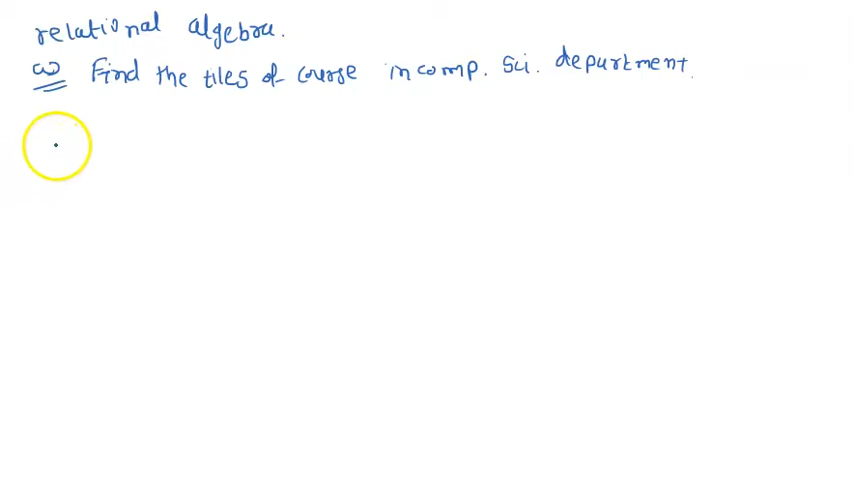 relational algebra.
a) Find the tiles of course in comp. sci. department.